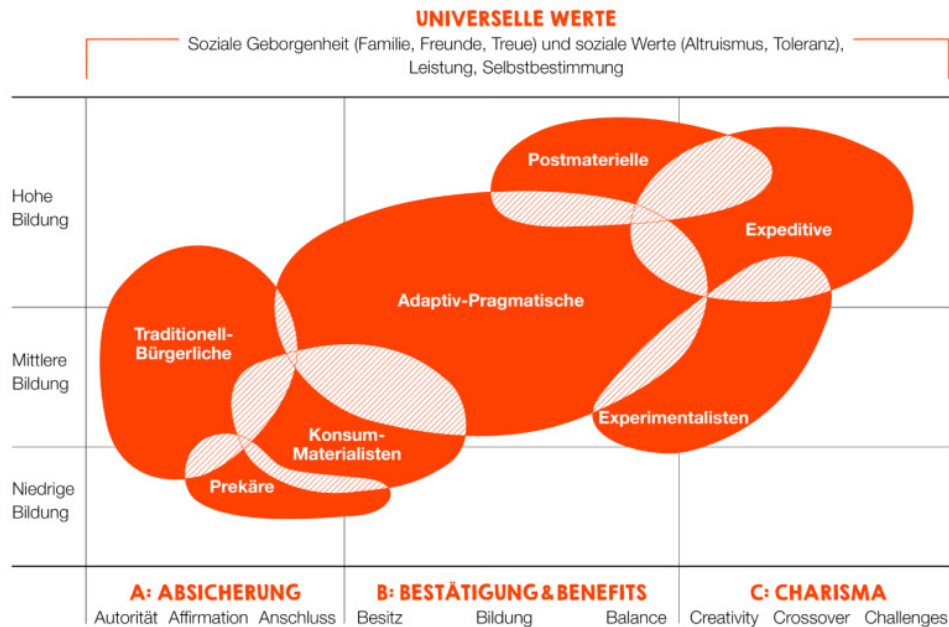 UNIVERSELLE WERTE
Soziale Geborgenheit (Familie, Freunde, Treue) und soziale Werte (Altruismus, Toleranz),
Leistung, Selbstbestimmung
Hohe
Bildung
Mittlere
Bildung
Niedrige
Bildung
Postmaterielle
Expeditive
Adaptiv-Pragmatische
Traditionell-
Bürgerliche
Experimentalisten
Konsum-
Materialisten
Prekäre
A: ABSICHERUNG
Autorität Affirmation Anschluss
B: BESTÄTIGUNG & BENEFITS
Besitz Bildung Balance
C: CHARISMA
Creativity Crossover Challenges